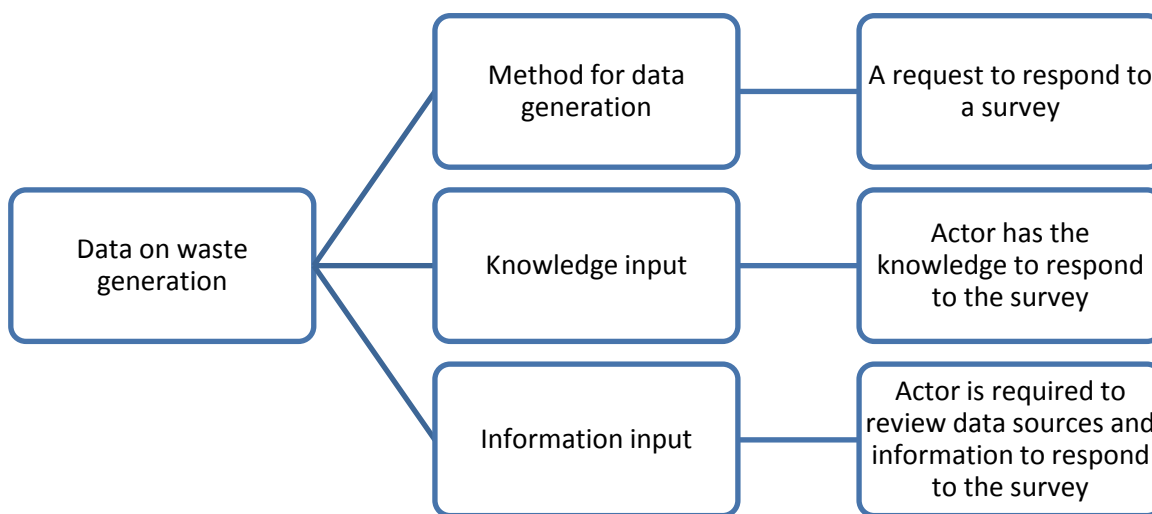 Data on waste
generation
Method for data
generation
A request to respond to
a survey
Knowledge input
Actor has the
knowledge to respond
to the survey
Information input
Actor is required to
review data sources and
information to respond
to the survey